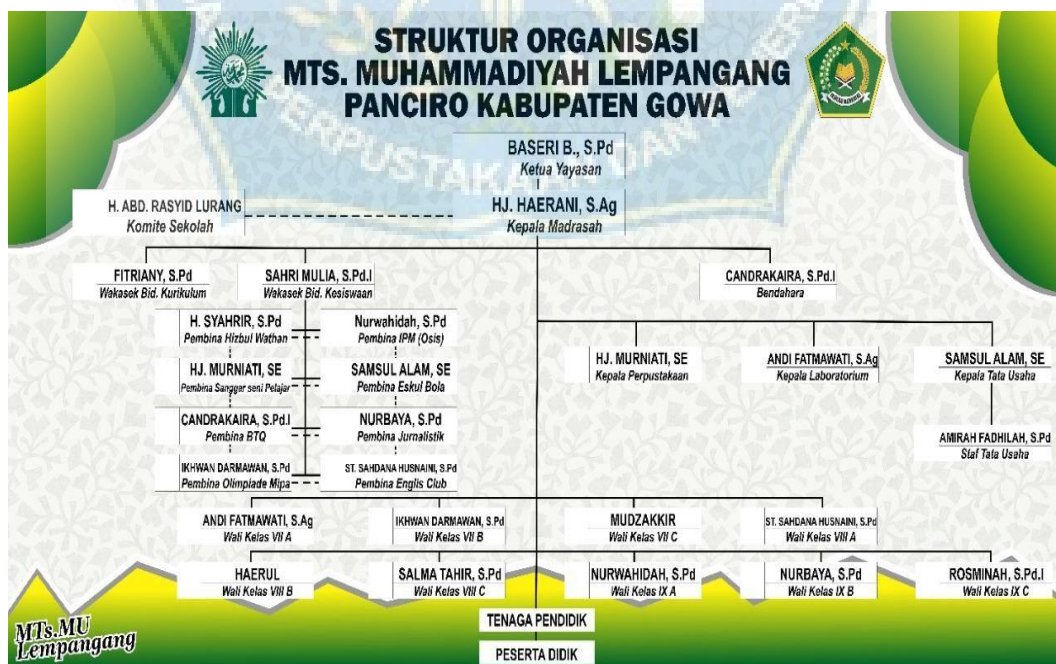 STRUKTUR ORGANISASI
MTS. MUHAMMADIYAH LEMPANGANG
PANCIRO KABUPATEN GOWA
BASERI B., S.Pd
Ketua Yayasan
H. ABD. RASYID LURANG
Komite Sekolah
HJ. HAERANI, S.Ag
Kepala Madrasah
FITRIANY, S.Pd
Wakasek Bid. Kurikulum
SAHRI MULIA, S.Pd.I
Wakasek Bid. Kesiswaan
CANDRAKAIRA, S.Pd.I
Bendahara
H. SYAHRIR, S.Pd
Pembina Hizbul Wathan
Nurwahidah, S.Pd
Pembina IPM (Osis)
HJ. MURNIATI, SE
Pembina Sanggar seni Pelajar
SAMSUL ALAM, SE
Pembina Eskul Bola
CANDRAKAIRA, S.Pd.I
Pembina BTQ
NURBAYA, S.Pd
Pembina Jurnalistik
IKHWAN DARMAWAN, S.Pd
Pembina Olimpiade Mipa
ST. SAHDANA HUSNAINI, S.Pd
Pembina Englis Club
HJ. MURNIATI, SE
Kepala Perpustakaan
ANDI FATMAWATI, S.Ag
Kepala Laboratorium
SAMSUL ALAM, SE
Kepala Tata Usaha
AMIRAH FADHILAH, S.Pd
Staf Tata Usaha
ANDI FATMAWATI, S.Ag
Wali Kelas VII A
IKHWAN DARMAWAN, S.Pd
Wali Kelas VII B
MUDZAKKIR
Wali Kelas VII C
ST. SAHDANA HUSNAINI, S.Pd
Wali Kelas VIII A
HAERUL
Wali Kelas VIII B
SALMA TAHIR, S.Pd
Wali Kelas VIII C
NURWAHIDAH, S.Pd
Wali Kelas IX A
NURBAYA, S.Pd
Wali Kelas IX B
ROSMINAH, S.Pd.I
Wali Kelas IX C
TENAGA PENDIDIK
PESERTA DIDIK
MTs.MU
Lempangang
PERPUSTAKAAN DAN